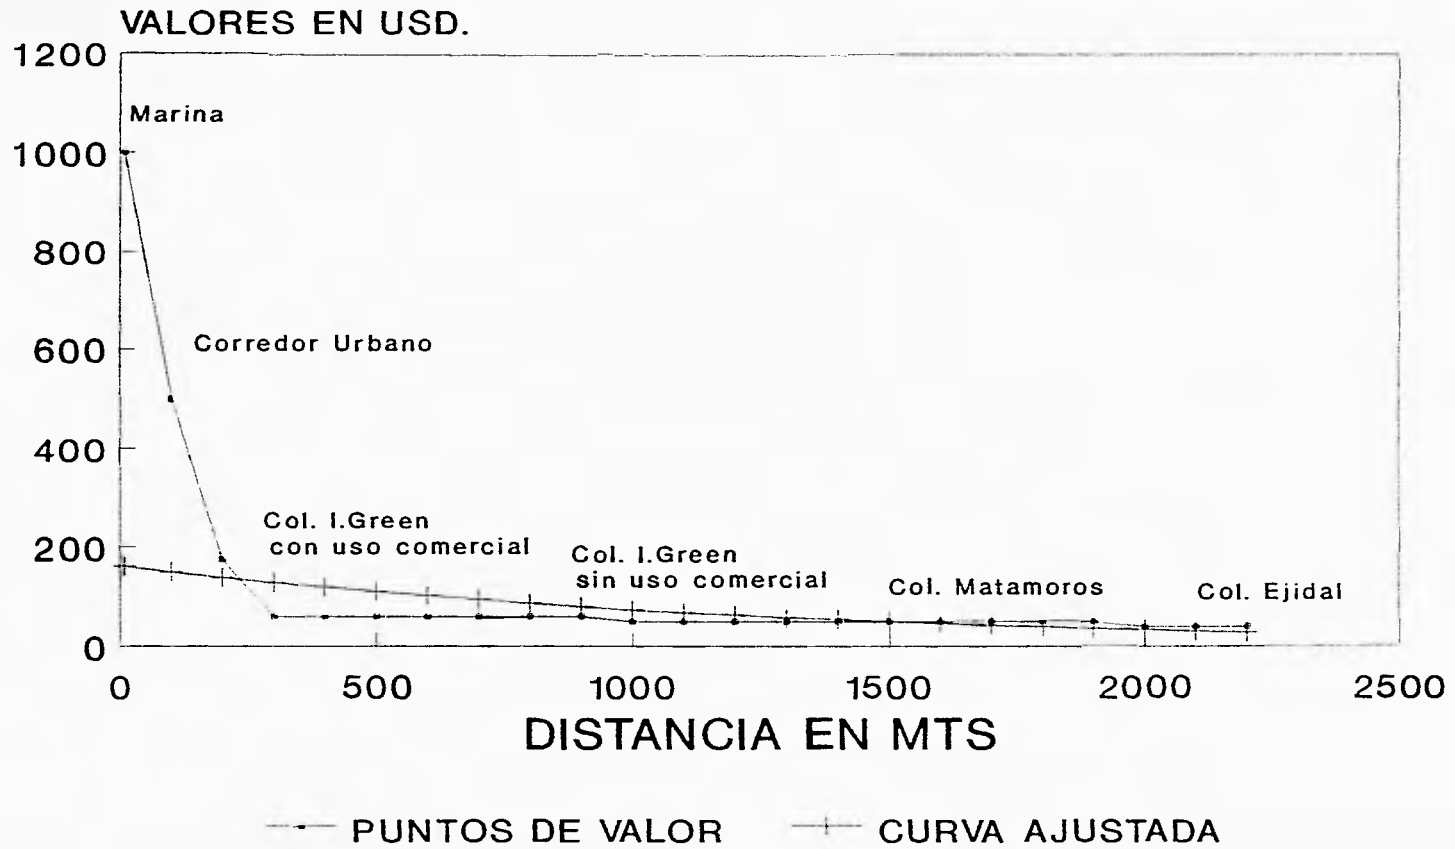 VALORES EN USD.
1200
1000
800
600
400
200
0
Marina
Corredor Urbano
Col. I.Green
con uso comercial
Col. I.Green
sin uso comercial
Col. Matamoros
Col. Ejidal
0 500 1000 1500 2000 2500
DISTANCIA EN MTS
PUNTOS DE VALOR CURVA AJUSTADA